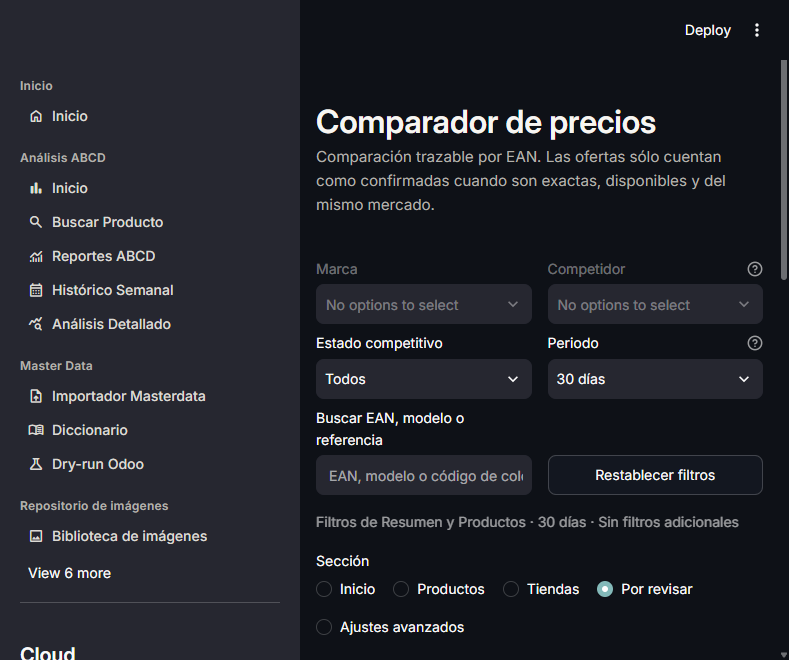 Deploy
Inicio
Inicio
Análisis ABCD
Inicio
Buscar Producto
Reportes ABCD
Histórico Semanal
Análisis Detallado
Master Data
Importador Masterdata
Diccionario
Dry-run Odoo
Repositorio de imágenes
Biblioteca de imágenes
View 6 more
Cloud
Comparador de precios
Comparación trazable por EAN. Las ofertas sólo cuentan
como confirmadas cuando son exactas, disponibles y del
mismo mercado.
Marca
Competidor
No options to select
No options to select
Estado competitivo
Periodo
Todos
30 días
Buscar EAN, modelo o
referencia
EAN, modelo o código de col
Restablecer filtros
Filtros de Resumen y Productos · 30 días · Sin filtros adicionales
Sección
Inicio
Productos
Tiendas
Por revisar
Ajustes avanzados